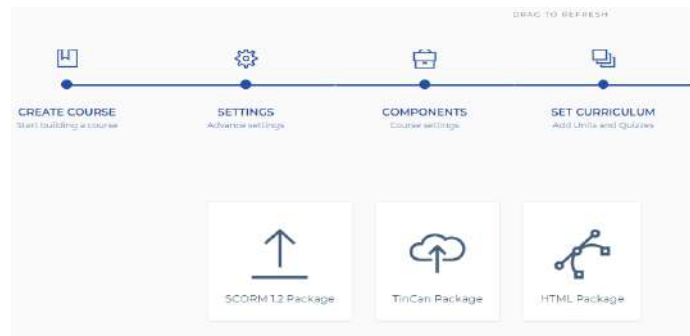 DRAG TO REFRESH
CREATE COURSE
Start building a course
SETTINGS
Advance settings
COMPONENTS
Course settings
SET CURRICULUM
Add Units and Quizzes
SCORM 1.2 Package
TinCan Package
HTML Package